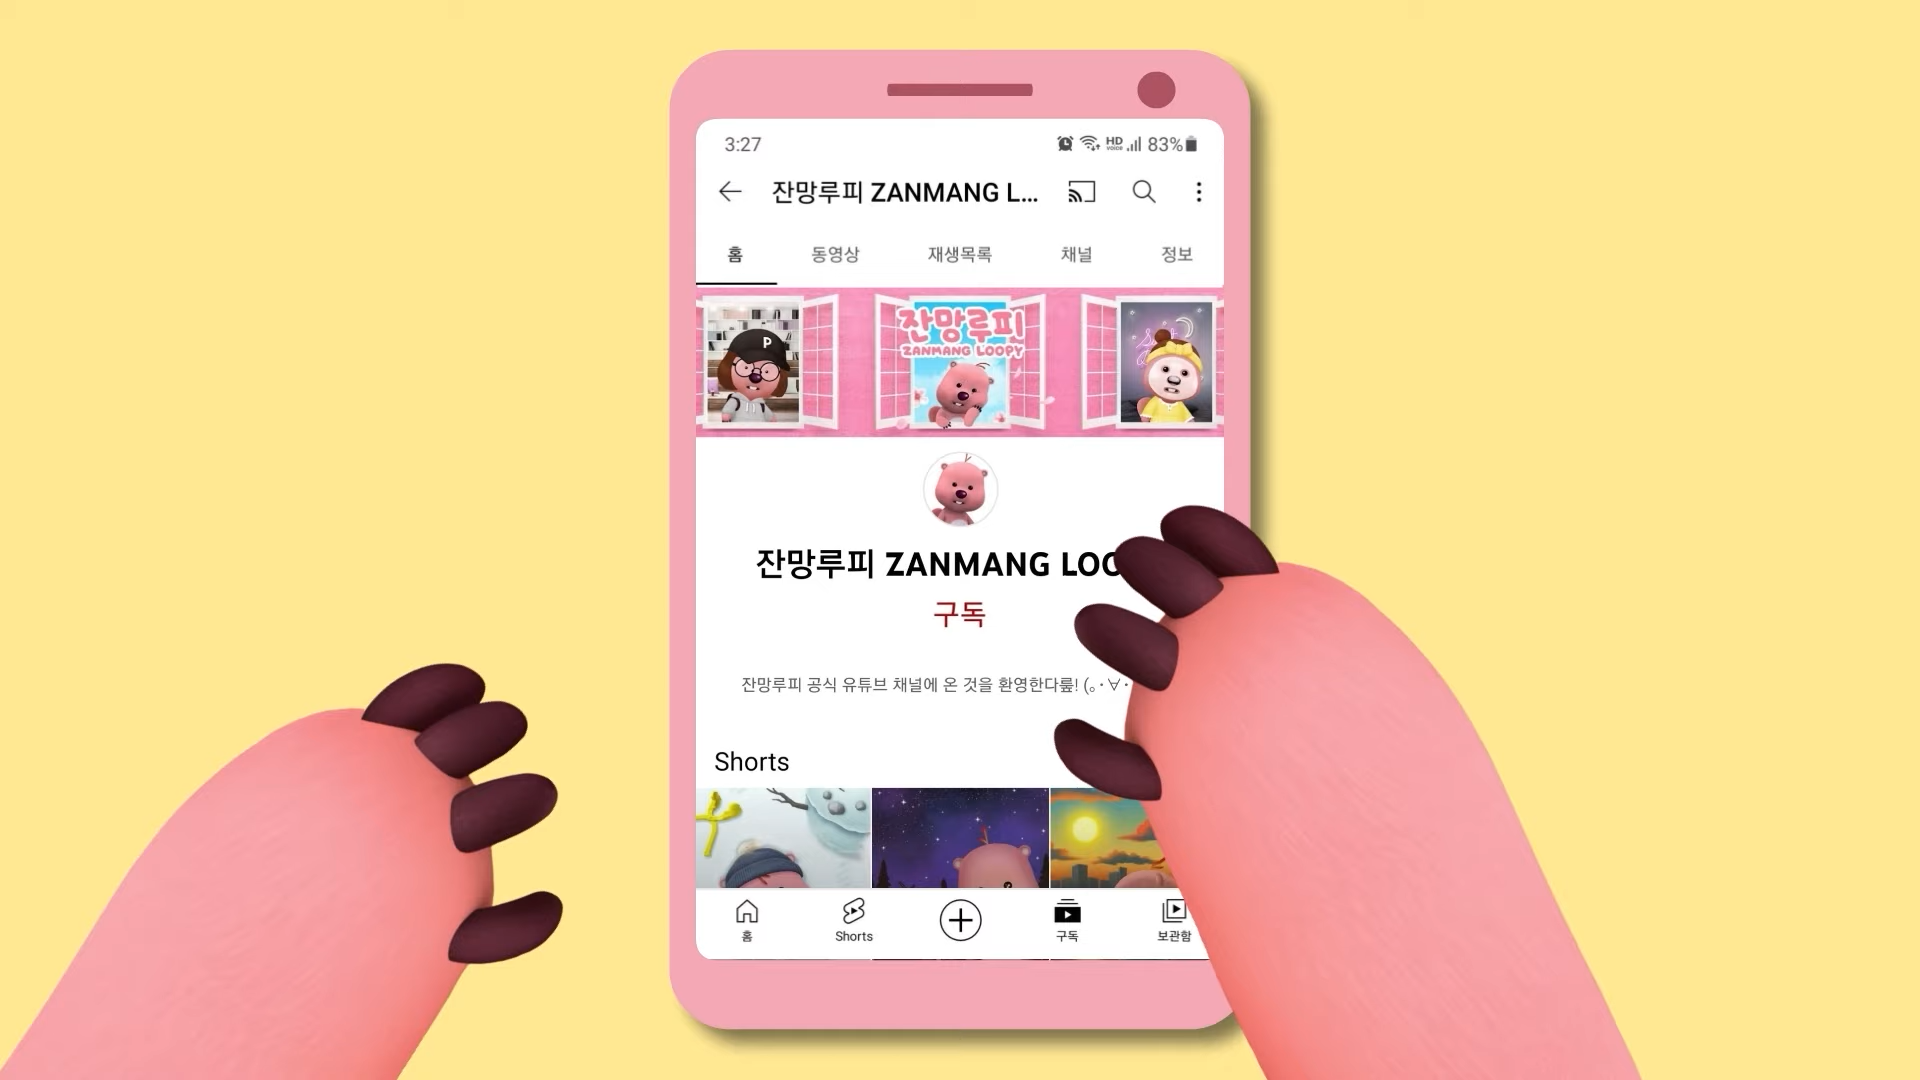 3:27
HD
VOICE
83%
잔망루피 ZANMANG L...
홈 동영상 재생목록 채널 정보
P
잔망루피
ZANMANG LOOPY
잔망루피 ZANMANG LOO
구독
잔망루피 공식 유튜브 채널에 온 것을 환영한다뤂! (｡･∀･
Shorts
홈 Shorts 구독 보관함